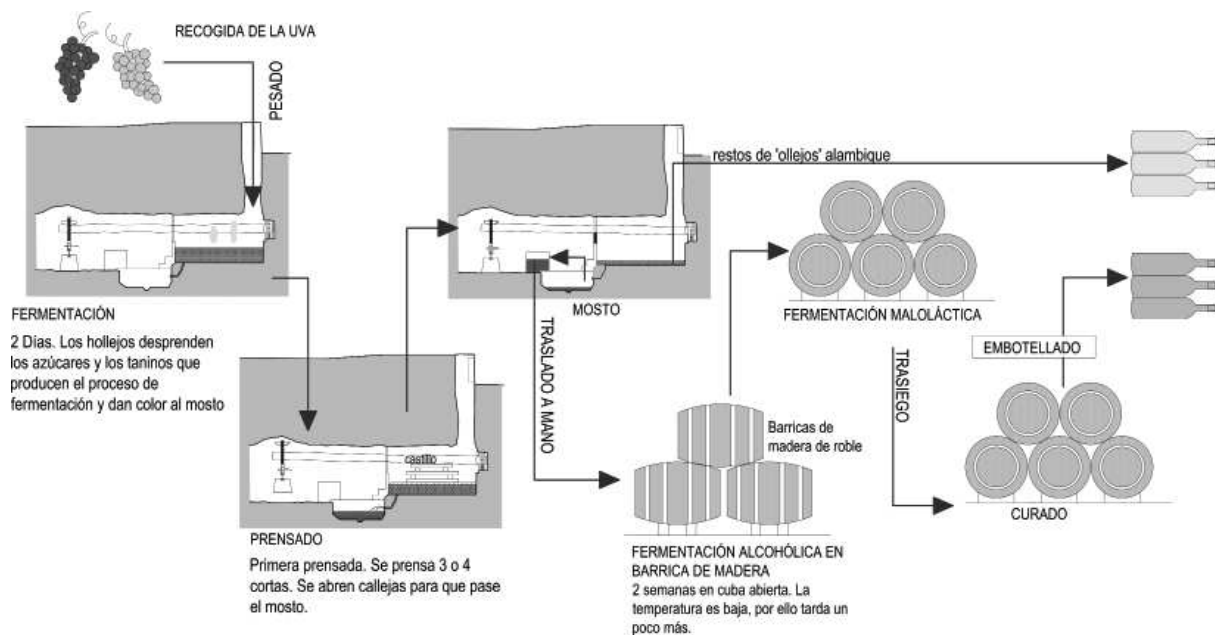 RECOGIDA DE LA UVA
PESADO
FERMENTACIÓN
2 Días. Los hollejos desprenden
los azúcares y los taninos que
producen el proceso de
fermentación y dan color al mosto
castillo
PRENSADO
Primera prensada. Se prensa 3 o 4
cortas. Se abren callejas para que pase
el mosto.
MOSTO
restos de 'ollejos' alambique
TRASLADO A MANO
Barricas de
madera de roble
FERMENTACIÓN ALCOHÓLICA EN
BARRICA DE MADERA
2 semanas en cuba abierta. La
temperatura es baja, por ello tarda un
poco más.
FERMENTACIÓN MALOLÁCTICA
TRASIEGO
CURADO
EMBOTELLADO